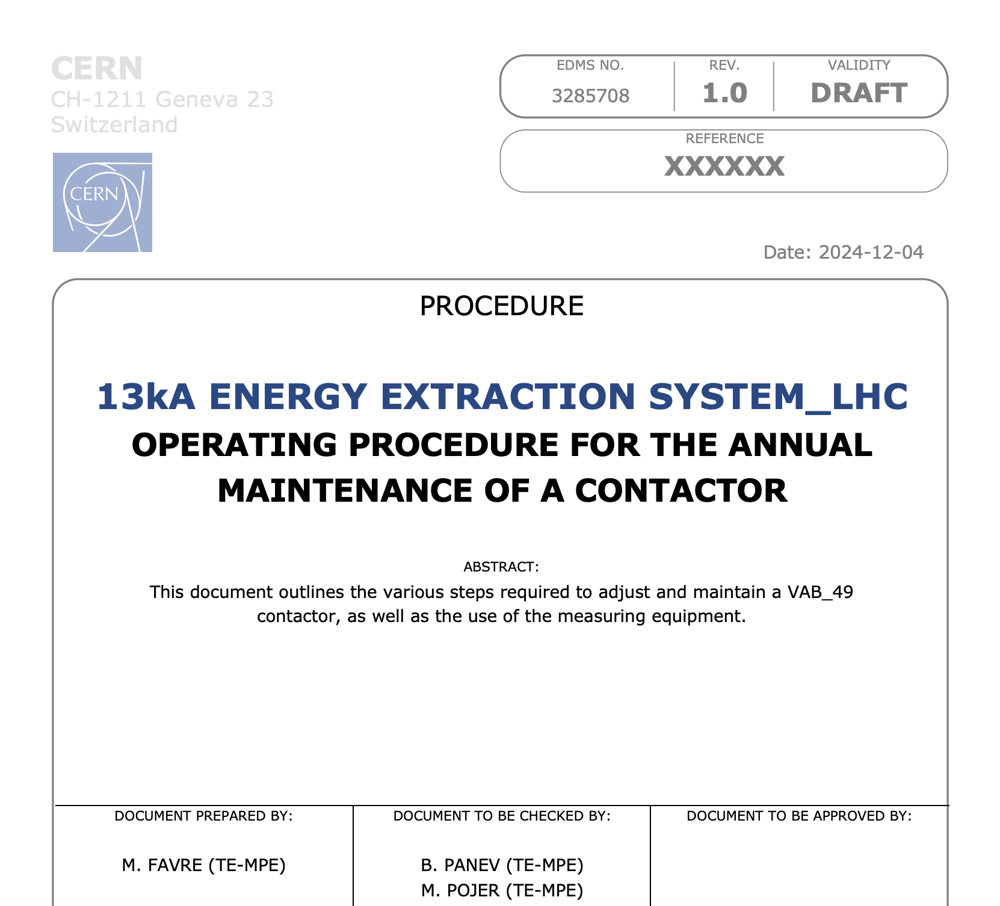 CERN
CH-1211 Geneva 23
Switzerland
CERN
EDMS NO. REV. VALIDITY
3285708 1.0 DRAFT
REFERENCE
XXXXXX
Date: 2024-12-04
PROCEDURE
13kA ENERGY EXTRACTION SYSTEM_LHC
OPERATING PROCEDURE FOR THE ANNUAL
MAINTENANCE OF A CONTACTOR
ABSTRACT:
This document outlines the various steps required to adjust and maintain a VAB_49
contactor, as well as the use of the measuring equipment.
DOCUMENT PREPARED BY:
M. FAVRE (TE-MPE)
DOCUMENT TO BE CHECKED BY:
B. PANEV (TE-MPE)
M. POJER (TE-MPE)
DOCUMENT TO BE APPROVED BY: